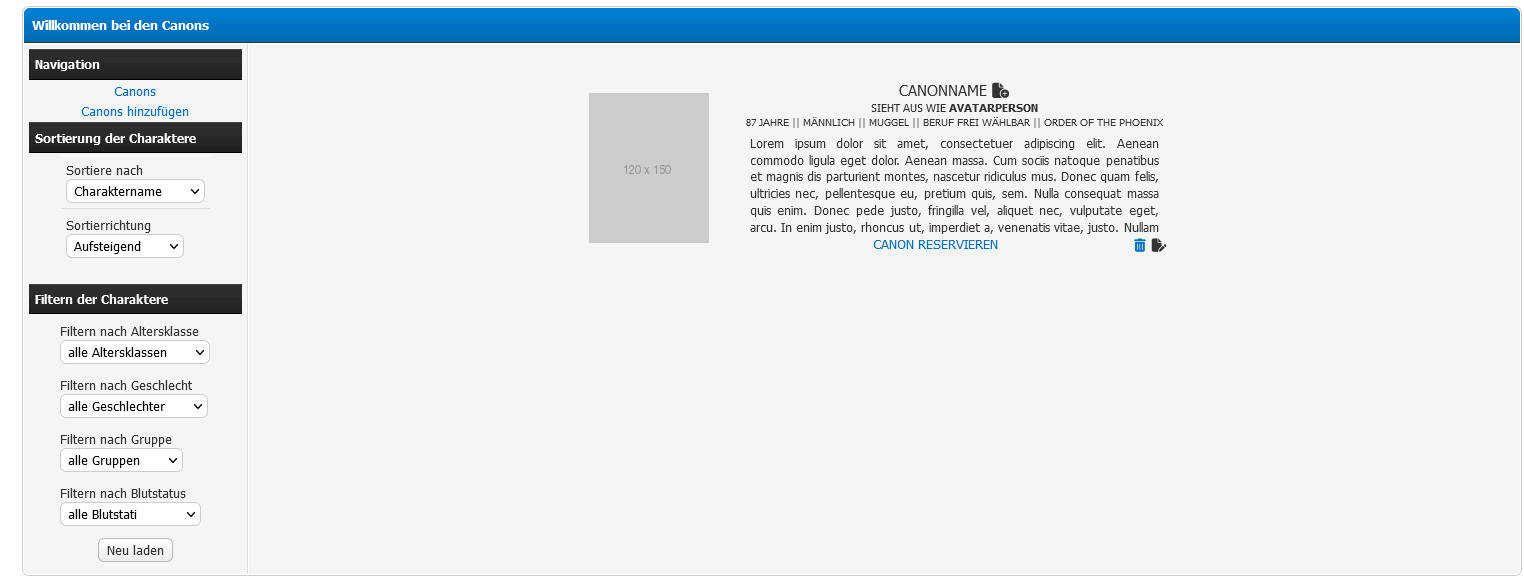 Willkommen bei den Canons
Navigation
Canons
Canons hinzufügen
Sortierung der Charaktere
Sortiere nach
Charaktername
Sortierrichtung
Aufsteigend
Filtern der Charaktere
Filtern nach Altersklasse
alle Altersklassen
Filtern nach Geschlecht
alle Geschlechter
Filtern nach Gruppe
alle Gruppen
Filtern nach Blutstatus
alle Blutstati
Neu laden
120 x 150
CANONNAME
SIEHT AUS WIE AVATARPERSON
87 JAHRE || MÄNNLICH || MUGGEL || BERUF FREI WÄHLBAR || ORDER OF THE PHOENIX
Lorem ipsum dolor sit amet, consectetuer adipiscing elit. Aenean
commodo ligula eget dolor. Aenean massa. Cum sociis natoque penatibus
et magnis dis parturient montes, nascetur ridiculus mus. Donec quam felis,
ultricies nec, pellentesque eu, pretium quis, sem. Nulla consequat massa
quis enim. Donec pede justo, fringilla vel, aliquet nec, vulputate eget,
arcu. In enim justo, rhoncus ut, imperdiet a, venenatis vitae, justo. Nullam
CANON RESERVIEREN